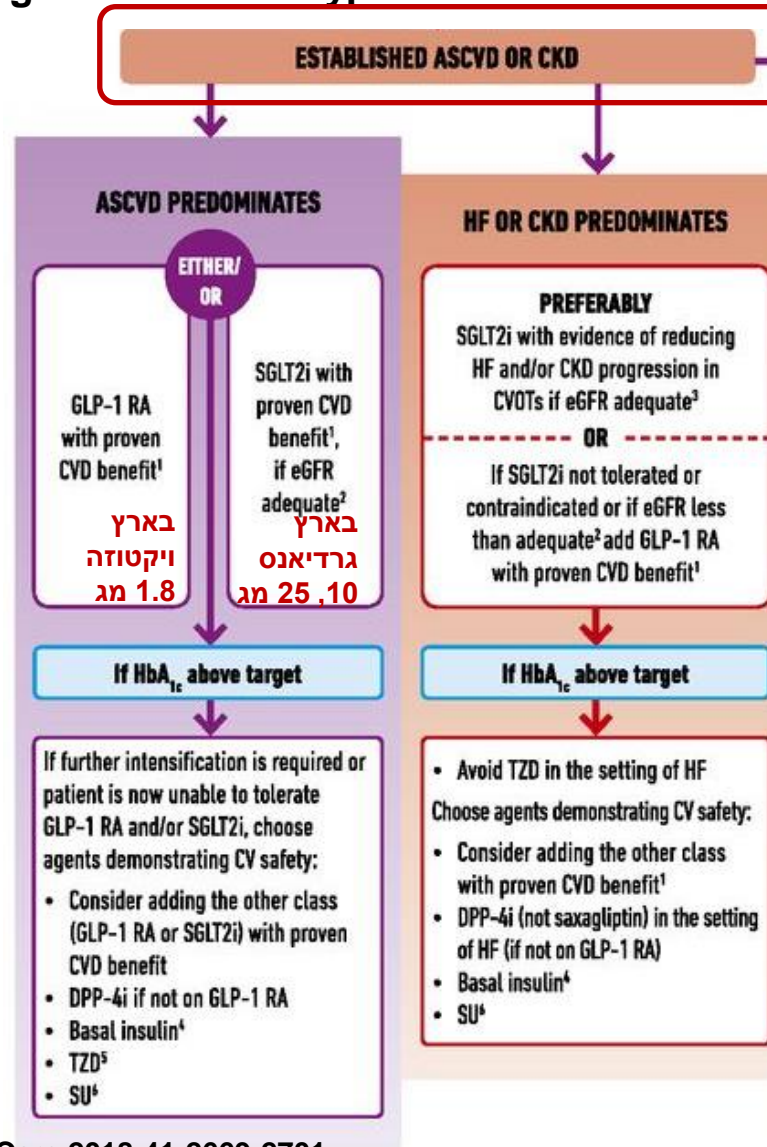 ESTABLISHED ASCVD OR CKD
ASCVD PREDOMINATES
EITHER/
OR
GLP-1 RA
with proven
CVD benefit¹
בארץ
ויקטוזה
1.8 מג
SGLT2i with
proven CVD
benefit¹,
if eGFR
adequate²
בארץ
גרדיאנס
10, 25 מג
If HbA₁c above target
If further intensification is required or
patient is now unable to tolerate
GLP-1 RA and/or SGLT2i, choose
agents demonstrating CV safety:
• Consider adding the other class
(GLP-1 RA or SGLT2i) with proven
CVD benefit
• DPP-4i if not on GLP-1 RA
• Basal insulin⁴
• TZD⁵
• SU⁶
HF OR CKD PREDOMINATES
PREFERABLY
SGLT2i with evidence of reducing
HF and/or CKD progression in
CVOTs if eGFR adequate³
OR
If SGLT2i not tolerated or
contraindicated or if eGFR less
than adequate² add GLP-1 RA
with proven CVD benefit¹
If HbA₁c above target
• Avoid TZD in the setting of HF
Choose agents demonstrating CV safety:
• Consider adding the other class
with proven CVD benefit¹
• DPP-4i (not saxagliptin) in the setting
of HF (if not on GLP-1 RA)
• Basal insulin⁴
• SU⁶